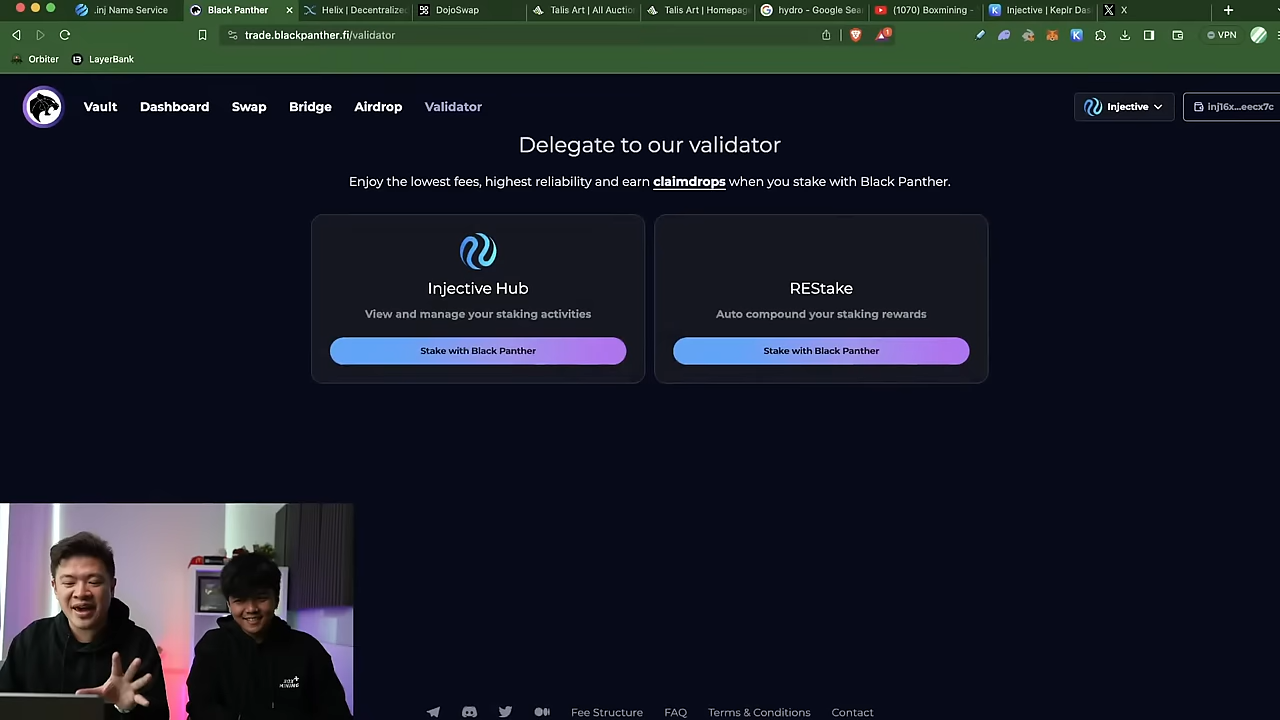 .inj Name Service
Black Panther
Helix | Decentralize
DojoSwap
Talis Art | All Auctio
Talis Art | Homepag
hydro - Google Sea
(1070) Boxmining -
Injective | Keplr Das
X
trade.blackpanther.fi/validator
1
VPN
Orbiter
LayerBank
Vault
Dashboard
Swap
Bridge
Airdrop
Validator
Injective
inj16x...eecx7c
Delegate to our validator
Enjoy the lowest fees, highest reliability and earn claimdrops when you stake with Black Panther.
Injective Hub
View and manage your staking activities
Stake with Black Panther
REStake
Auto compound your staking rewards
Stake with Black Panther
BOX
MINING
Fee Structure
FAQ
Terms & Conditions
Contact